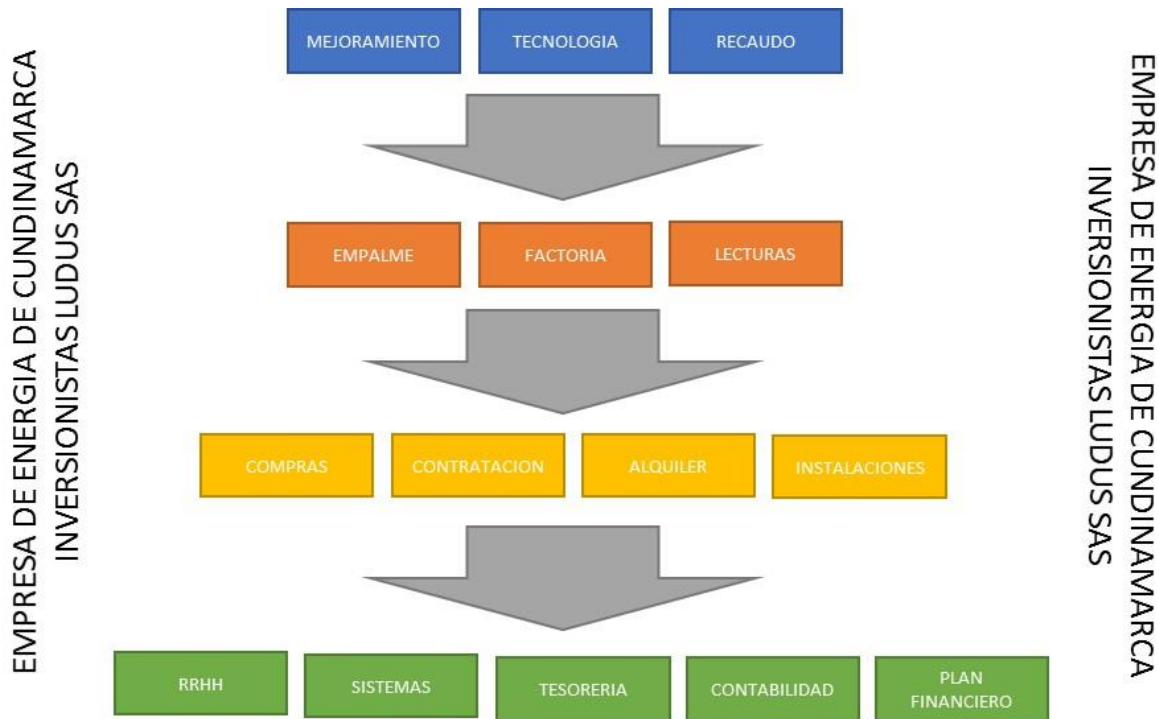 EMPRESA DE ENERGIA DE CUNDINAMARCA
INVERSIONISTAS LUDUS SAS
MEJORAMIENTO
TECNOLOGIA
RECAUDO
EMPALME
FACTORIA
LECTURAS
COMPRAS
CONTRATACION
ALQUILER
INSTALACIONES
RRHH
SISTEMAS
TESORERIA
CONTABILIDAD
PLAN
FINANCIERO
EMPRESA DE ENERGIA DE CUNDINAMARCA
INVERSIONISTAS LUDUS SAS